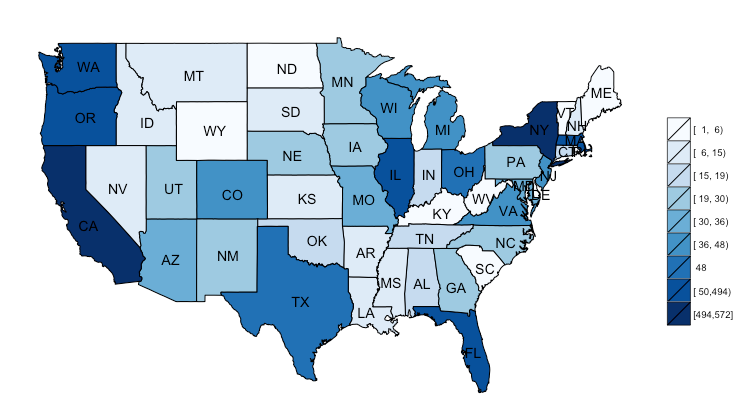 WA
MT
ND
MN
ME
OR
ID
WY
SD
WI
MI
VT
NH
NY
MA
CT
RI
NV
UT
CO
NE
IA
IL
IN
OH
PA
NJ
MD
DE
CA
KS
MO
KY
WV
VA
AZ
NM
OK
AR
TN
NC
SC
TX
LA
MS
AL
GA
FL
[ 1, 6)
[ 6, 15)
[ 15, 19)
[ 19, 30)
[ 30, 36)
[ 36, 48)
48
[ 50,494)
[494,572]